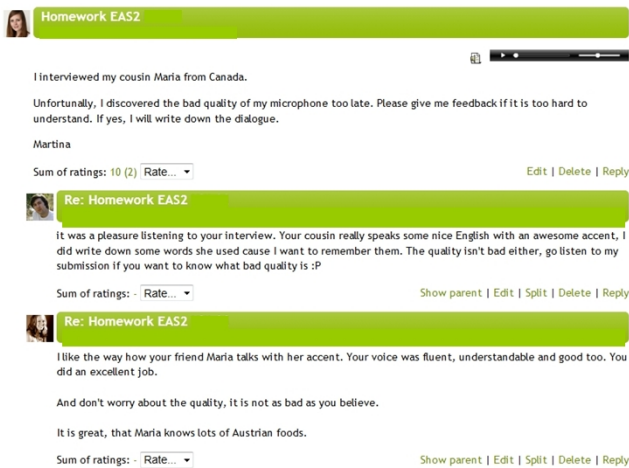 Homework EAS2
I interviewed my cousin Maria from Canada.
Unfortunally, I discovered the bad quality of my microphone too late. Please give me feedback if it is too hard to
understand. If yes, I will write down the dialogue.
Martina
Sum of ratings: 10 (2) Rate... Edit | Delete | Reply
Re: Homework EAS2
it was a pleasure listening to your interview. Your cousin really speaks some nice English with an awesome accent, I
did write down some words she used cause I want to remember them. The quality isn't bad either, go listen to my
submission if you want to know what bad quality is :P
Sum of ratings: - Rate... Show parent | Edit | Split | Delete | Reply
Re: Homework EAS2
I like the way how your friend Maria talks with her accent. Your voice was fluent, understandable and good too. You
did an excellent job.
And don't worry about the quality, it is not as bad as you believe.
It is great, that Maria knows lots of Austrian foods.
Sum of ratings: - Rate... Show parent | Edit | Split | Delete | Reply